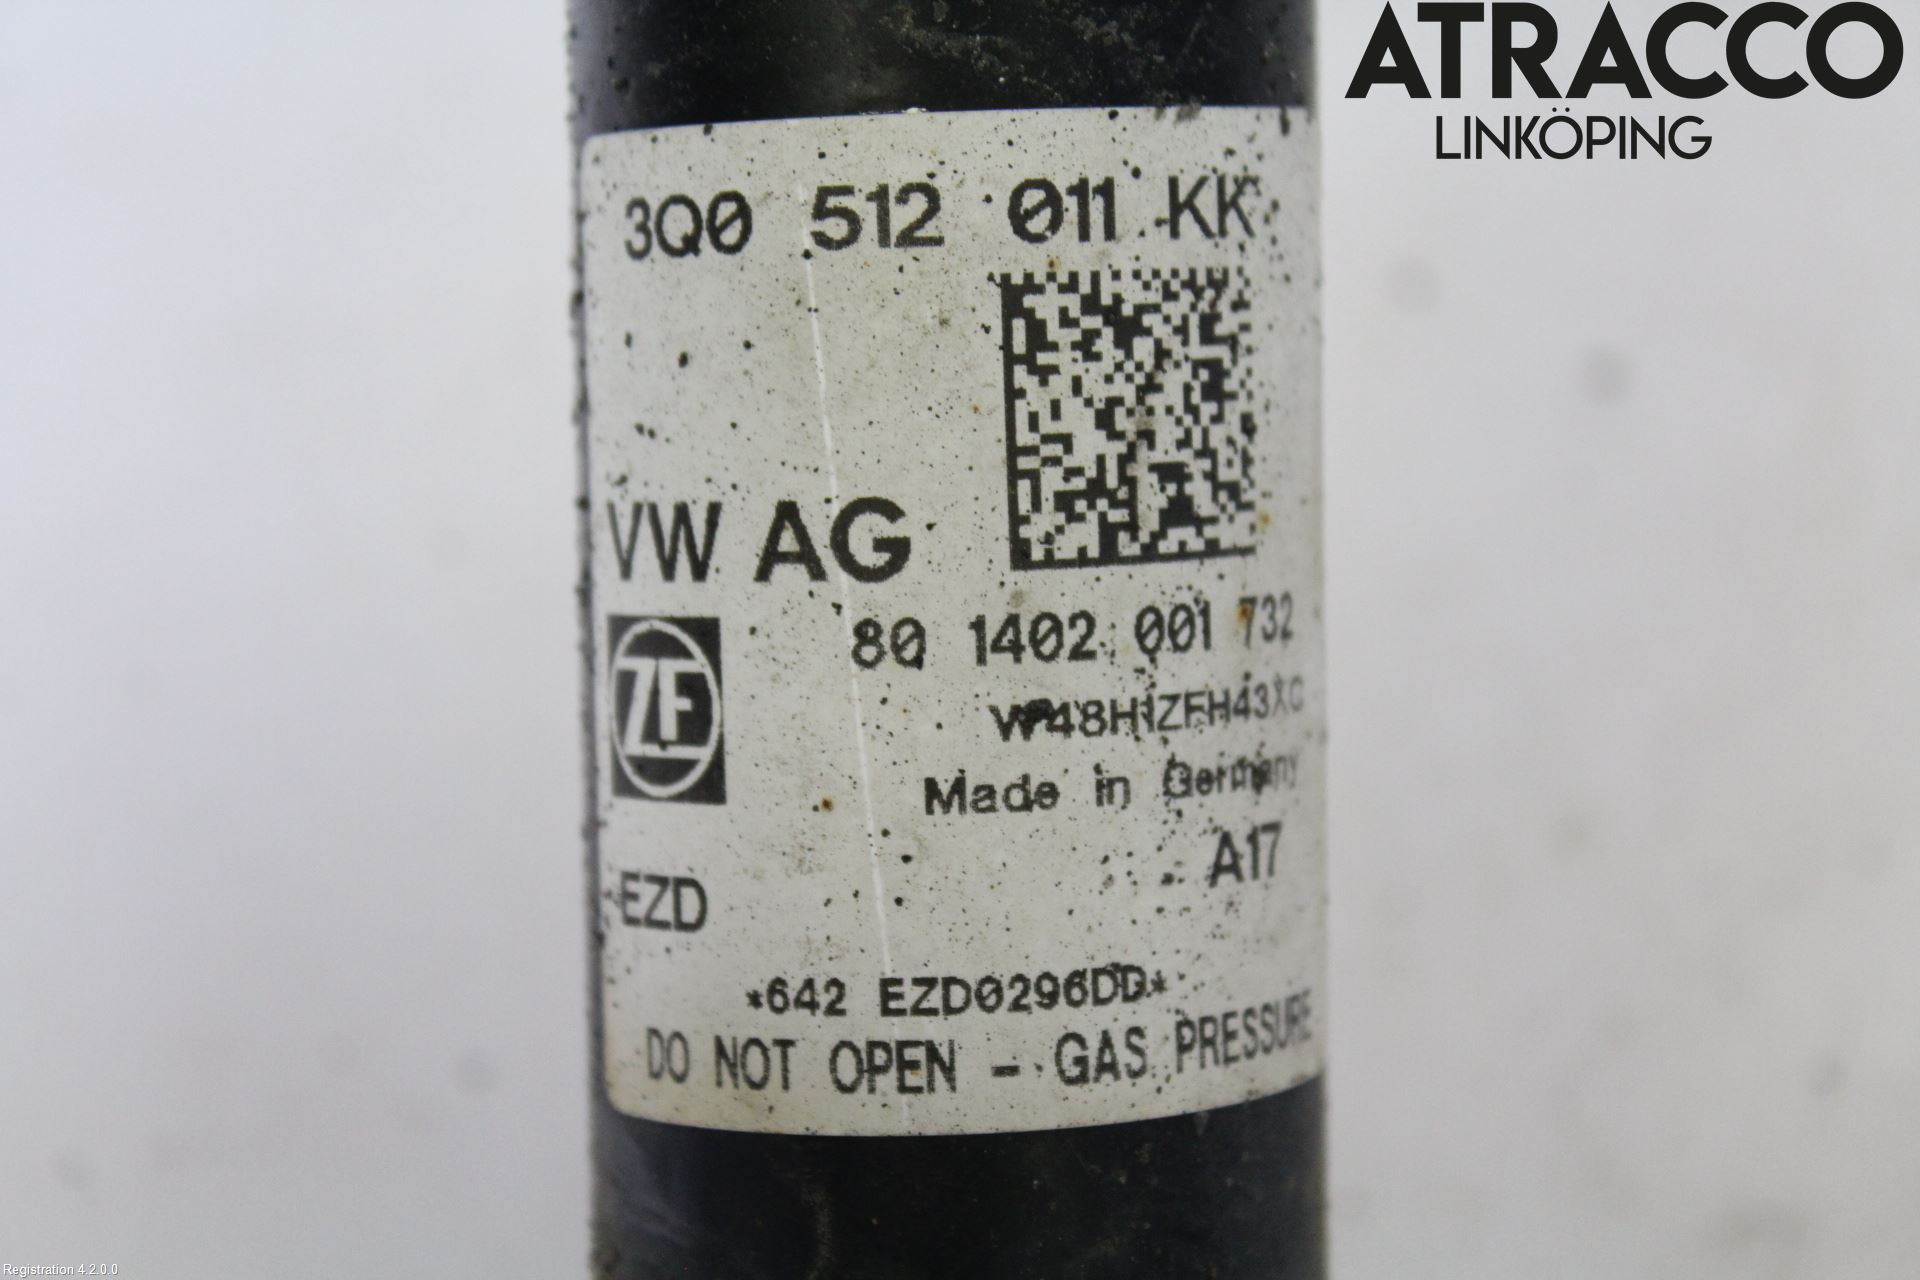 ATRACCO
LINKÖPING
3Q0 512 011 KK
VW AG
ZF
80 1402 001 732
Made in Germany
A17
EZD
*642 EZD0296DD*
DO NOT OPEN - GAS PRESSURE
Registration 4.2.0.0